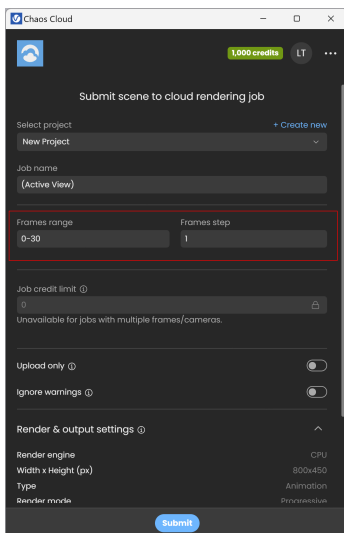 Chaos Cloud
1,000 credits LT
Submit scene to cloud rendering job
Select project + Create new
New Project
Job name
(Active View)
Frames range Frames step
0-30 1
Job credit limit
0
Unavailable for jobs with multiple frames/cameras.
Upload only
Ignore warnings
Render & output settings
Render engine CPU
Width x Height (px) 800x450
Type Animation
Render mode Progressive
Submit